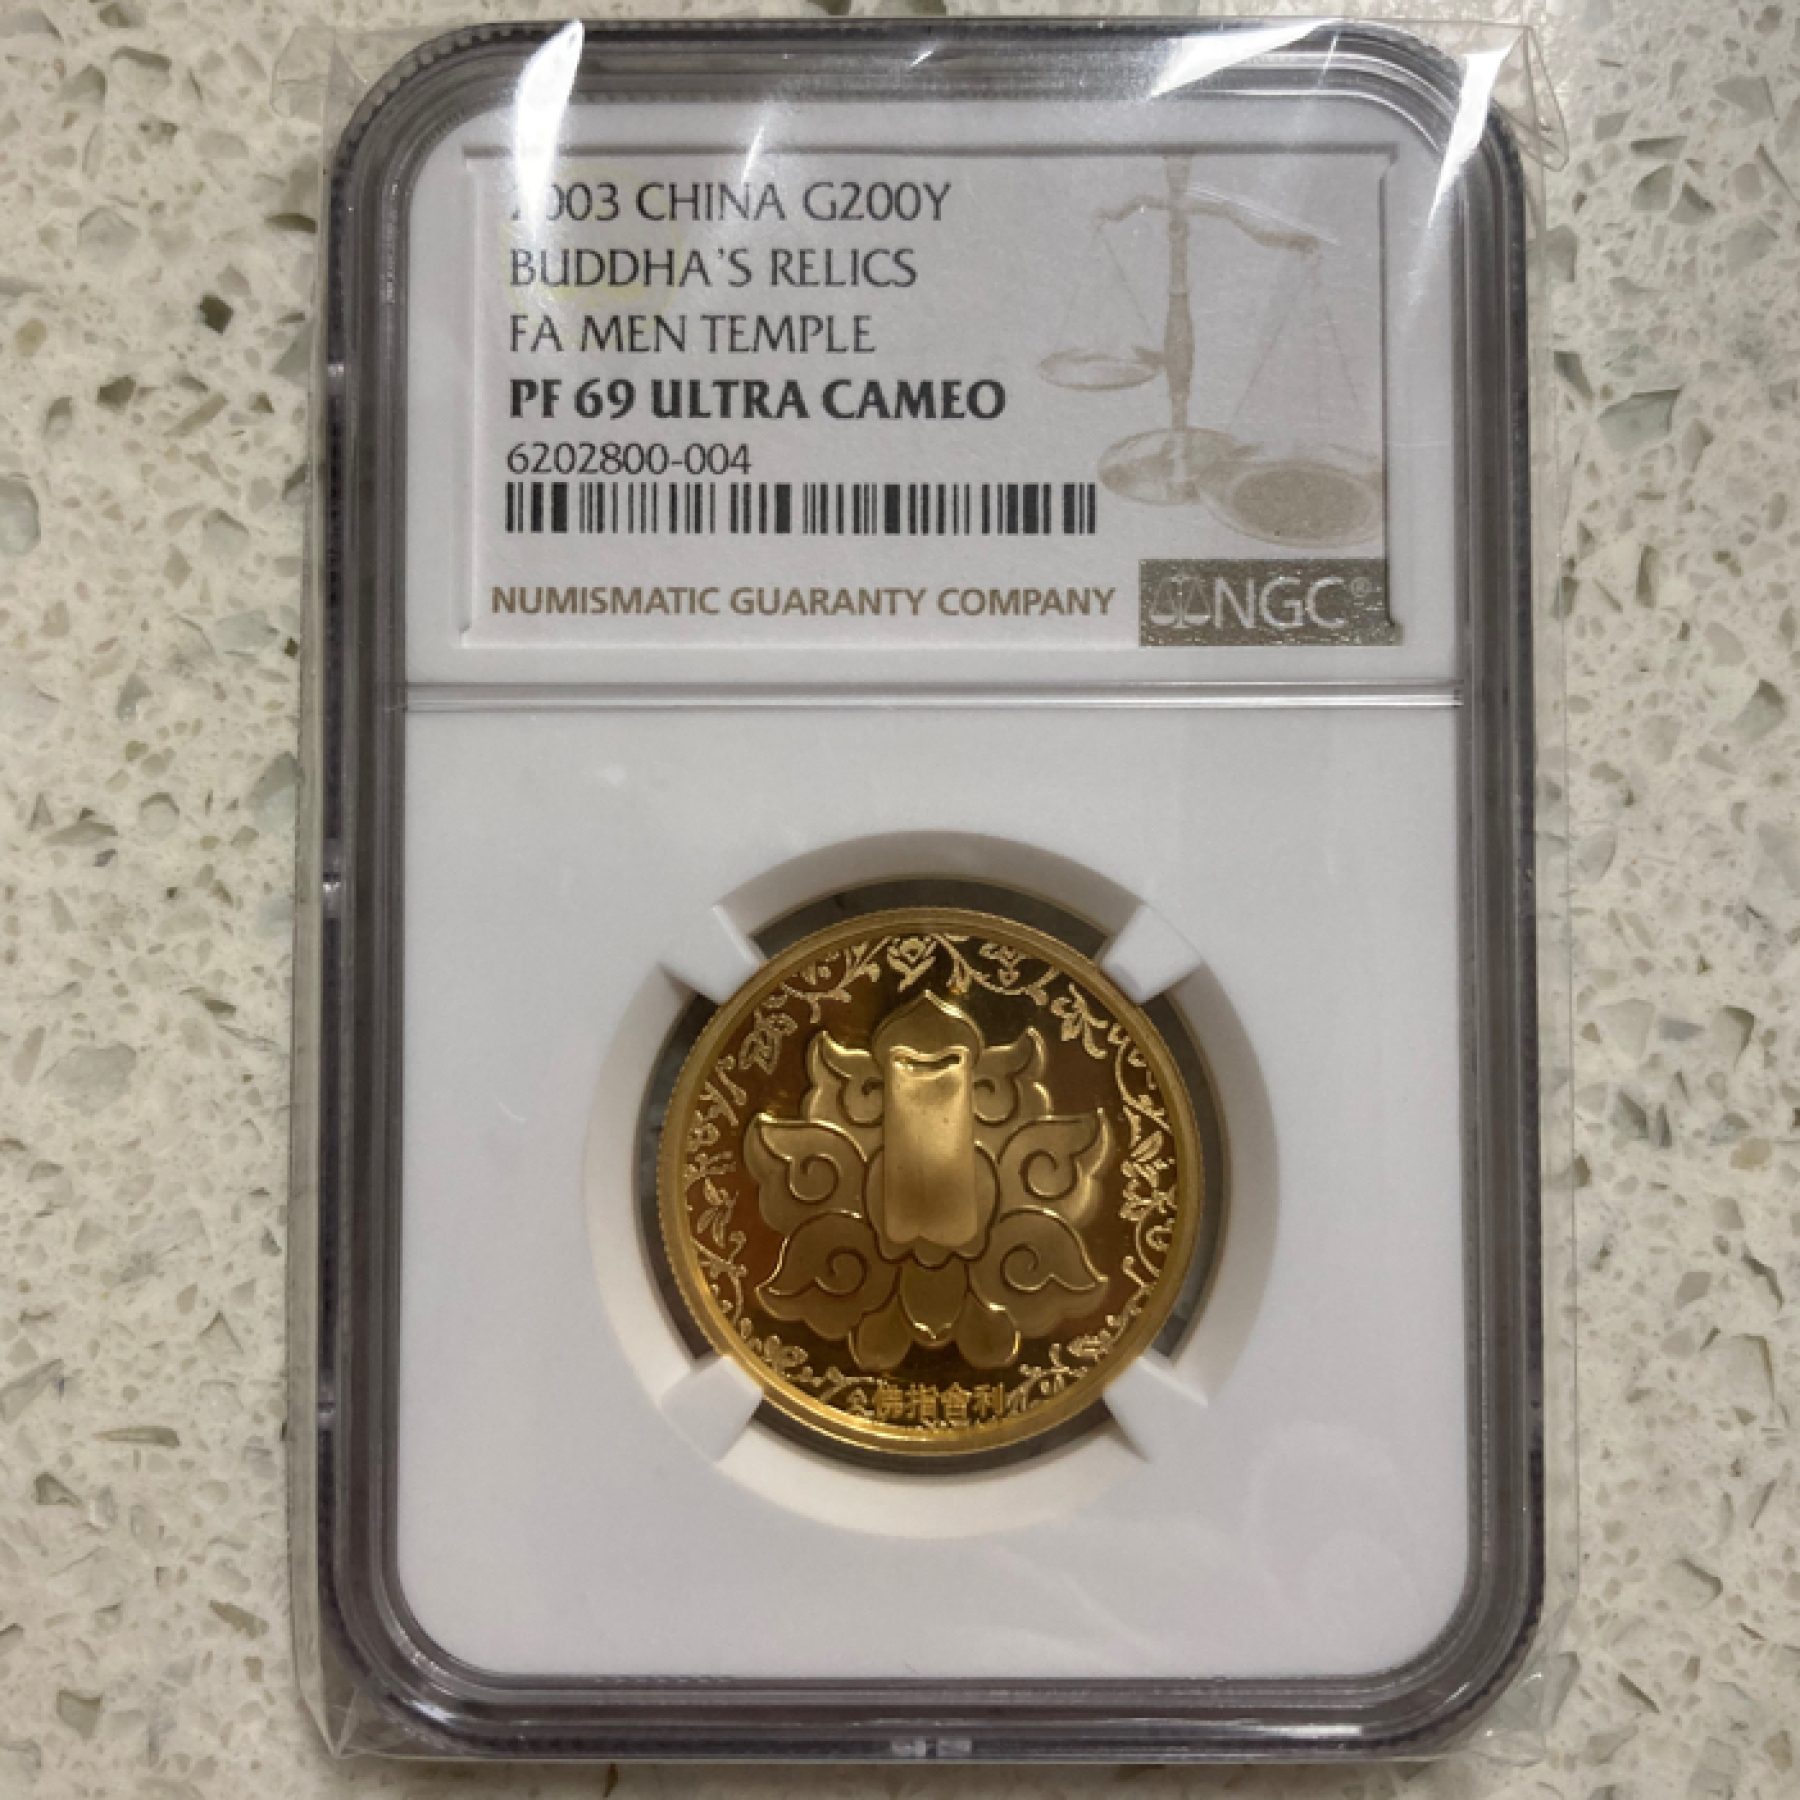 2003 CHINA G200Y
BUDDHA'S RELICS
FA MEN TEMPLE
PF 69 ULTRA CAMEO
6202800-004
NUMISMATIC GUARANTY COMPANY
NGC®
佛指舍利